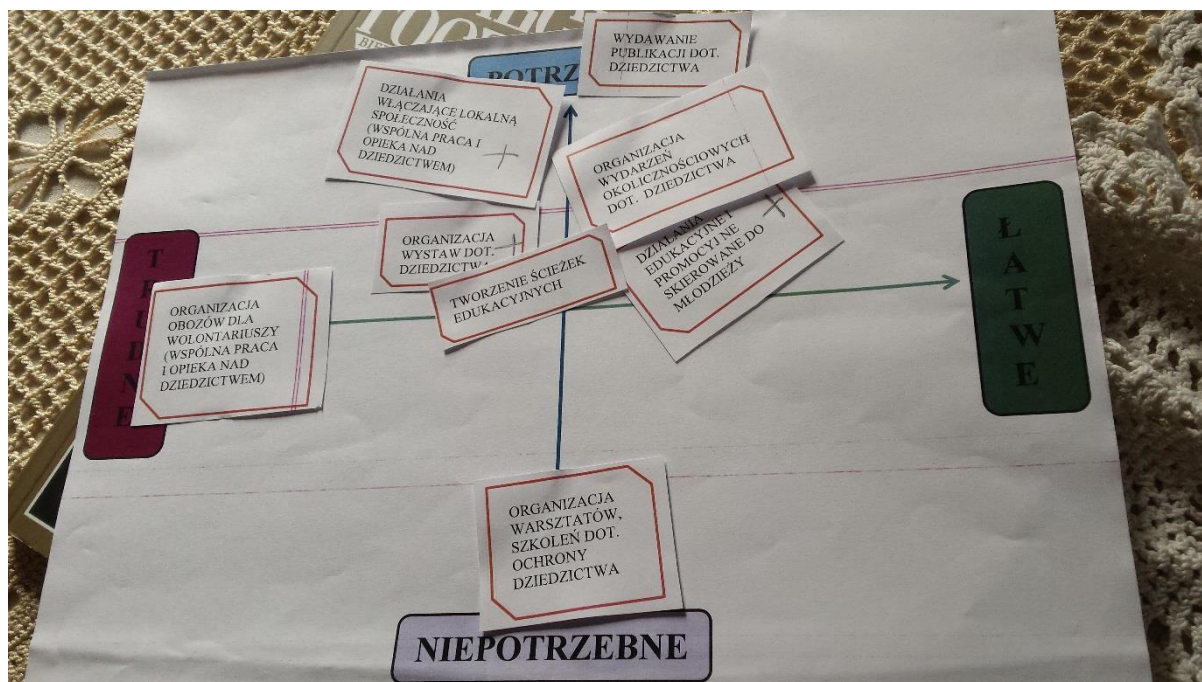 BIE
POTRZ
WYDAWANIE
PUBLIKACJI DOT.
DZIEDZICTWA
DZIAŁANIA
WŁĄCZAJĄCE LOKALNĄ
SPOŁECZNOŚĆ
(WSPÓLNA PRACA I
OPIEKA NAD
DZIEDZICTWEM)
+
ORGANIZACJA
WYDARZEŃ
OKOLICZNOŚCIOWYCH
DOT. DZIEDZICTWA
ORGANIZACJA
WYSTAW DOT.
DZIEDZICTWA
+
TWORZENIE ŚCIEŻEK
EDUKACYJNYCH
DZIAŁANIA
EDUKACYJNE I
PROMOCYJNE
SKIEROWANE DO
MŁODZIEŻY
+
TRUDNE
ORGANIZACJA
OBOZÓW DLA
WOLONTARIUSZY
(WSPÓLNA PRACA
I OPIEKA NAD
DZIEDZICTWEM)
ŁATWE
ORGANIZACJA
WARSZTATÓW,
SZKOLEŃ DOT.
OCHRONY
DZIEDZICTWA
NIEPOTRZEBNE